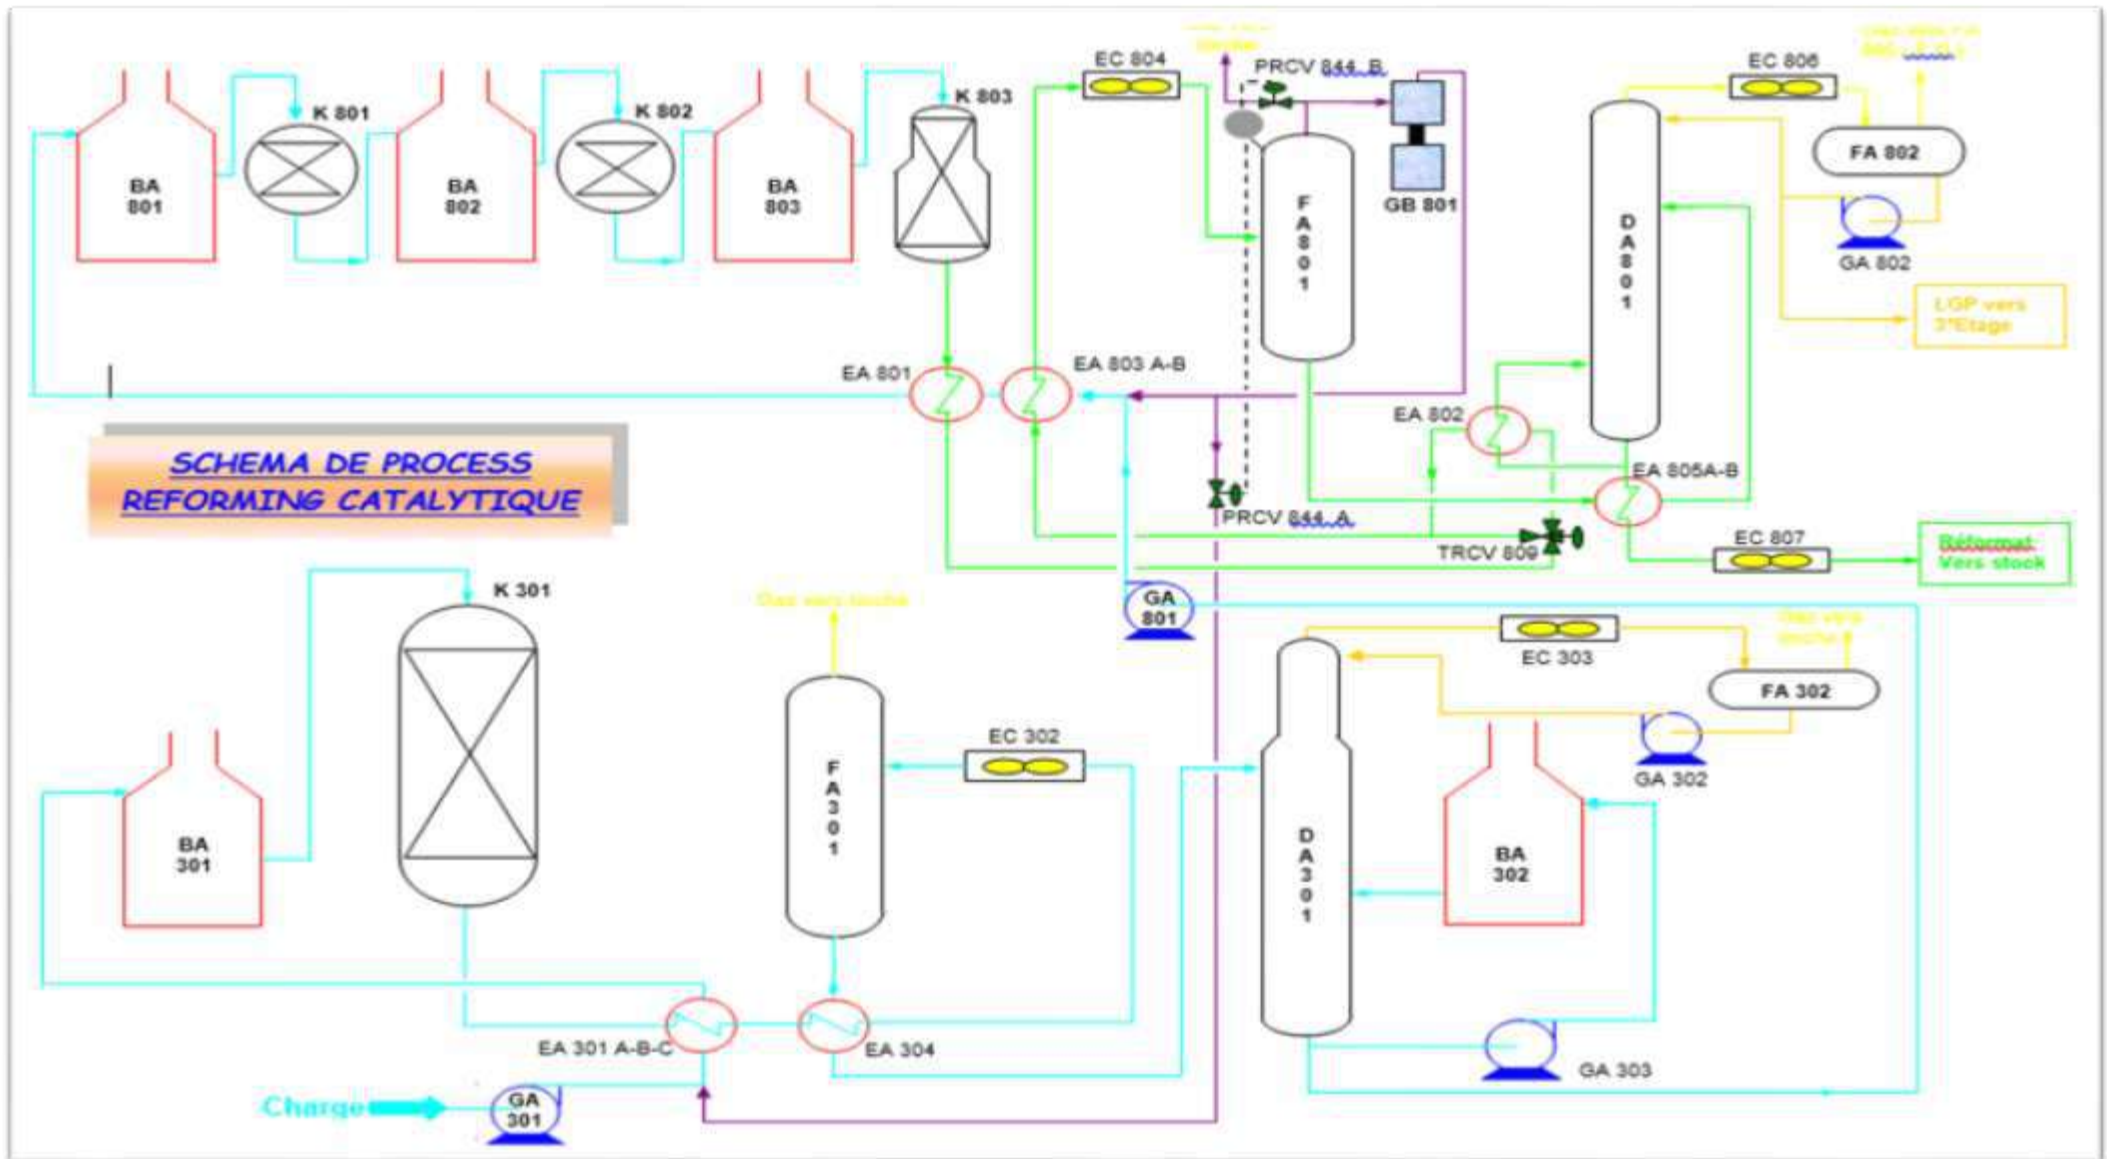 EC 804
PRCV 844 B
EC 806
K 801
K 802
K 803
FA 802
BA
801
BA
802
BA
803
F
A
8
0
1
GB 801
D
A
8
0
1
GA 802
LGP vers
3°Etage
EA 801
EA 803 A-B
EA 802
SCHEMA DE PROCESS
REFORMING CATALYTIQUE
EA 805A-B
PRCV 844 A
TRCV 809
EC 807
Réformat
Vers stock
K 301
Gaz vers torche
GA
801
EC 303
FA 302
EC 302
GA 302
F
A
3
0
1
BA
301
D
A
3
0
1
BA
302
EA 301 A-B-C
EA 304
GA 303
Charge
GA
301